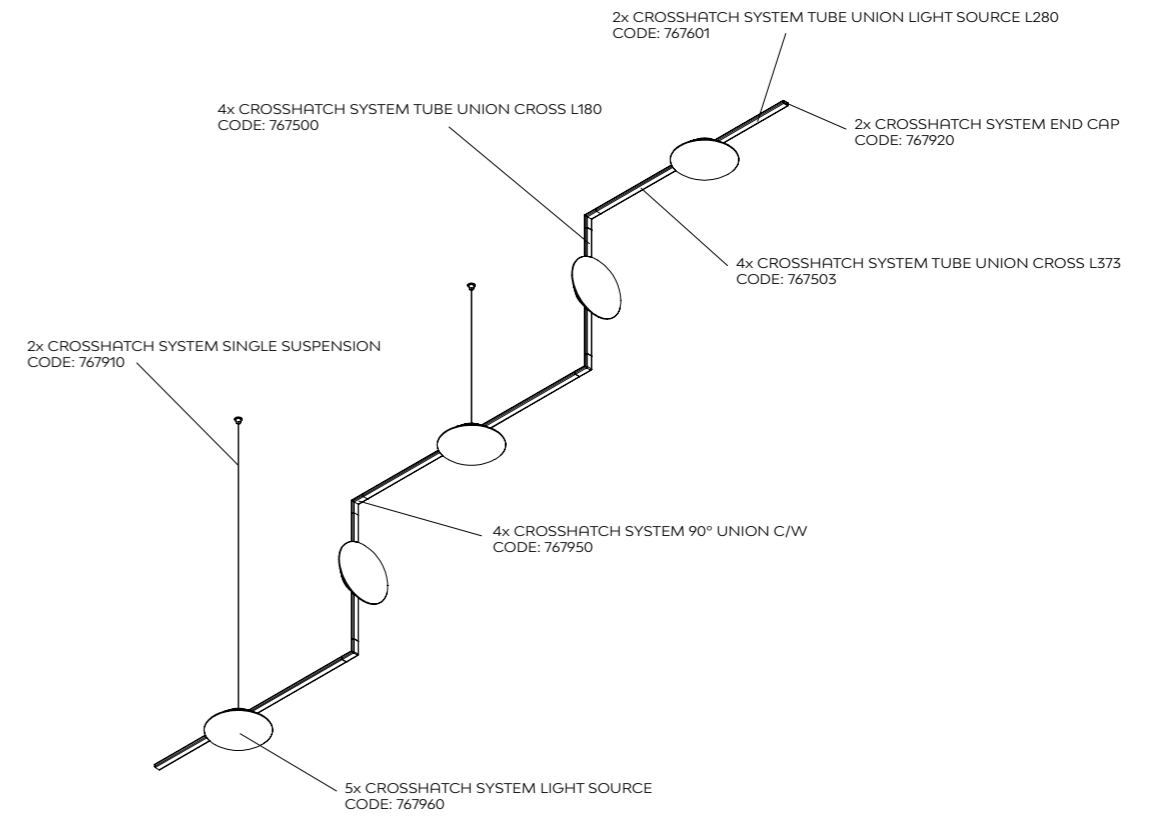 2x CROSSHATCH SYSTEM TUBE UNION LIGHT SOURCE L280
CODE: 767601
4x CROSSHATCH SYSTEM TUBE UNION CROSS L180
CODE: 767500
2x CROSSHATCH SYSTEM END CAP
CODE: 767920
4x CROSSHATCH SYSTEM TUBE UNION CROSS L373
CODE: 767503
2x CROSSHATCH SYSTEM SINGLE SUSPENSION
CODE: 767910
4x CROSSHATCH SYSTEM 90º UNION C/W
CODE: 767950
5x CROSSHATCH SYSTEM LIGHT SOURCE
CODE: 767960